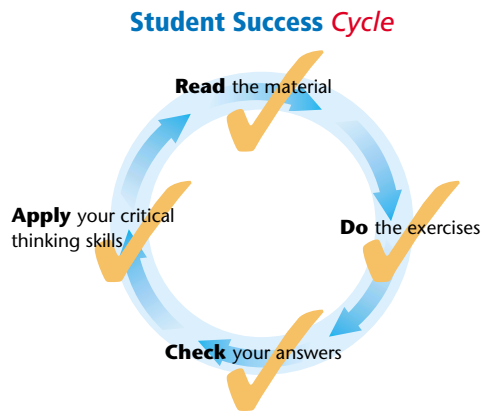 Student Success Cycle
Read the material
Do the exercises
Check your answers
Apply your critical
thinking skills